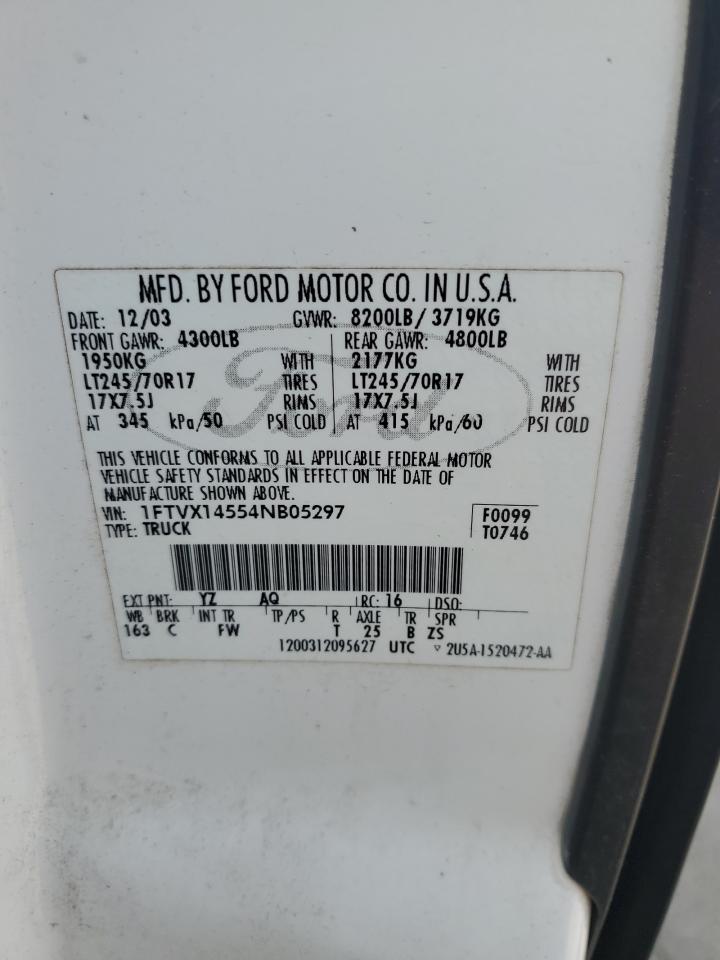 MFD. BY FORD MOTOR CO. IN U.S.A.
DATE: 12/03 GVWR: 8200LB/ 3719KG
FRONT GAWR: 4300LB REAR GAWR: 4800LB
1950KG WITH 2177KG WITH
LT245/70R17 TIRES LT245/70R17 TIRES
17X7.5J RIMS 17X7.5J RIMS
AT 345 kPa/50 PSI COLD AT 415 kPa/60 PSI COLD
Ford
THIS VEHICLE CONFORMS TO ALL APPLICABLE FEDERAL MOTOR
VEHICLE SAFETY STANDARDS IN EFFECT ON THE DATE OF
MANUFACTURE SHOWN ABOVE.
VIN: 1FTVX14554NB05297 F0099
TYPE: TRUCK T0746
EXT PNT: YZ AQ RC: 16 DSO:
WB BRK INT TR TP/PS R AXLE TR SPR
163 C FW T 25 B ZS
1200312095627 UTC ▽ 2U5A-1520472-AA